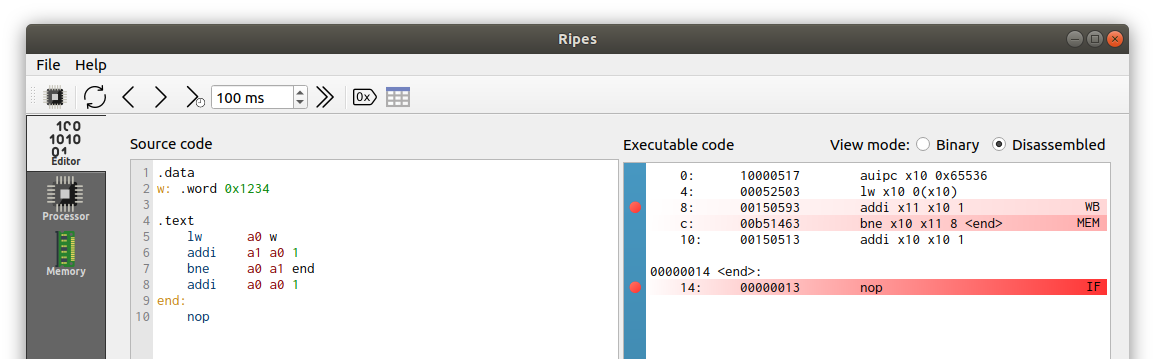 Ripes
File Help
100 ms 0x
Editor
Processor
Memory
Source code
1 .data
2 w: .word 0x1234
3
4 .text
5 lw a0 w
6 addi a1 a0 1
7 bne a0 a1 end
8 addi a0 a0 1
9 end:
10 nop
Executable code View mode: Binary Disassembled
0: 10000517 auipc x10 0x65536
4: 00052503 lw x10 0(x10)
8: 00150593 addi x11 x10 1 WB
c: 00b51463 bne x10 x11 8 <end> MEM
10: 00150513 addi x10 x10 1
00000014 <end>:
14: 00000013 nop IF